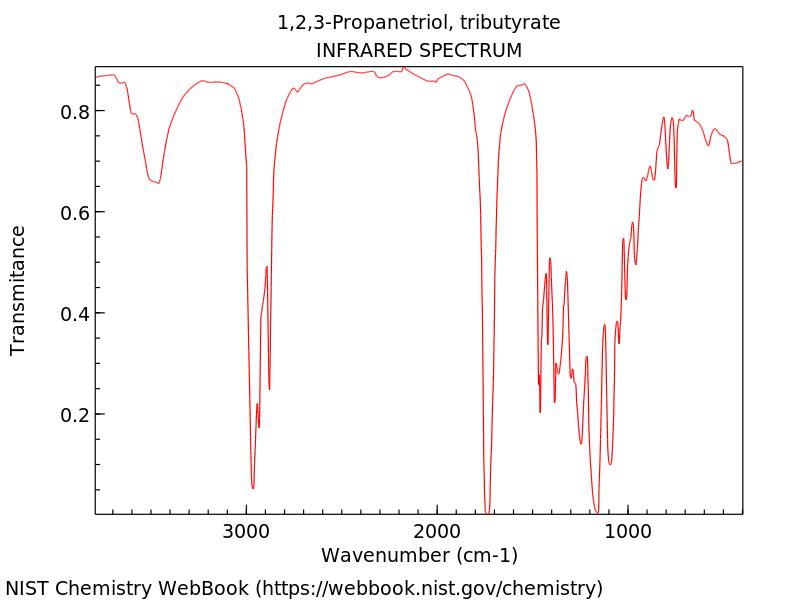 1,2,3-Propanetriol, tributyrate
INFRARED SPECTRUM
0.8
0.6
0.4
0.2
Transmitance
3000 2000 1000
Wavenumber (cm-1)
NIST Chemistry WebBook (https://webbook.nist.gov/chemistry)